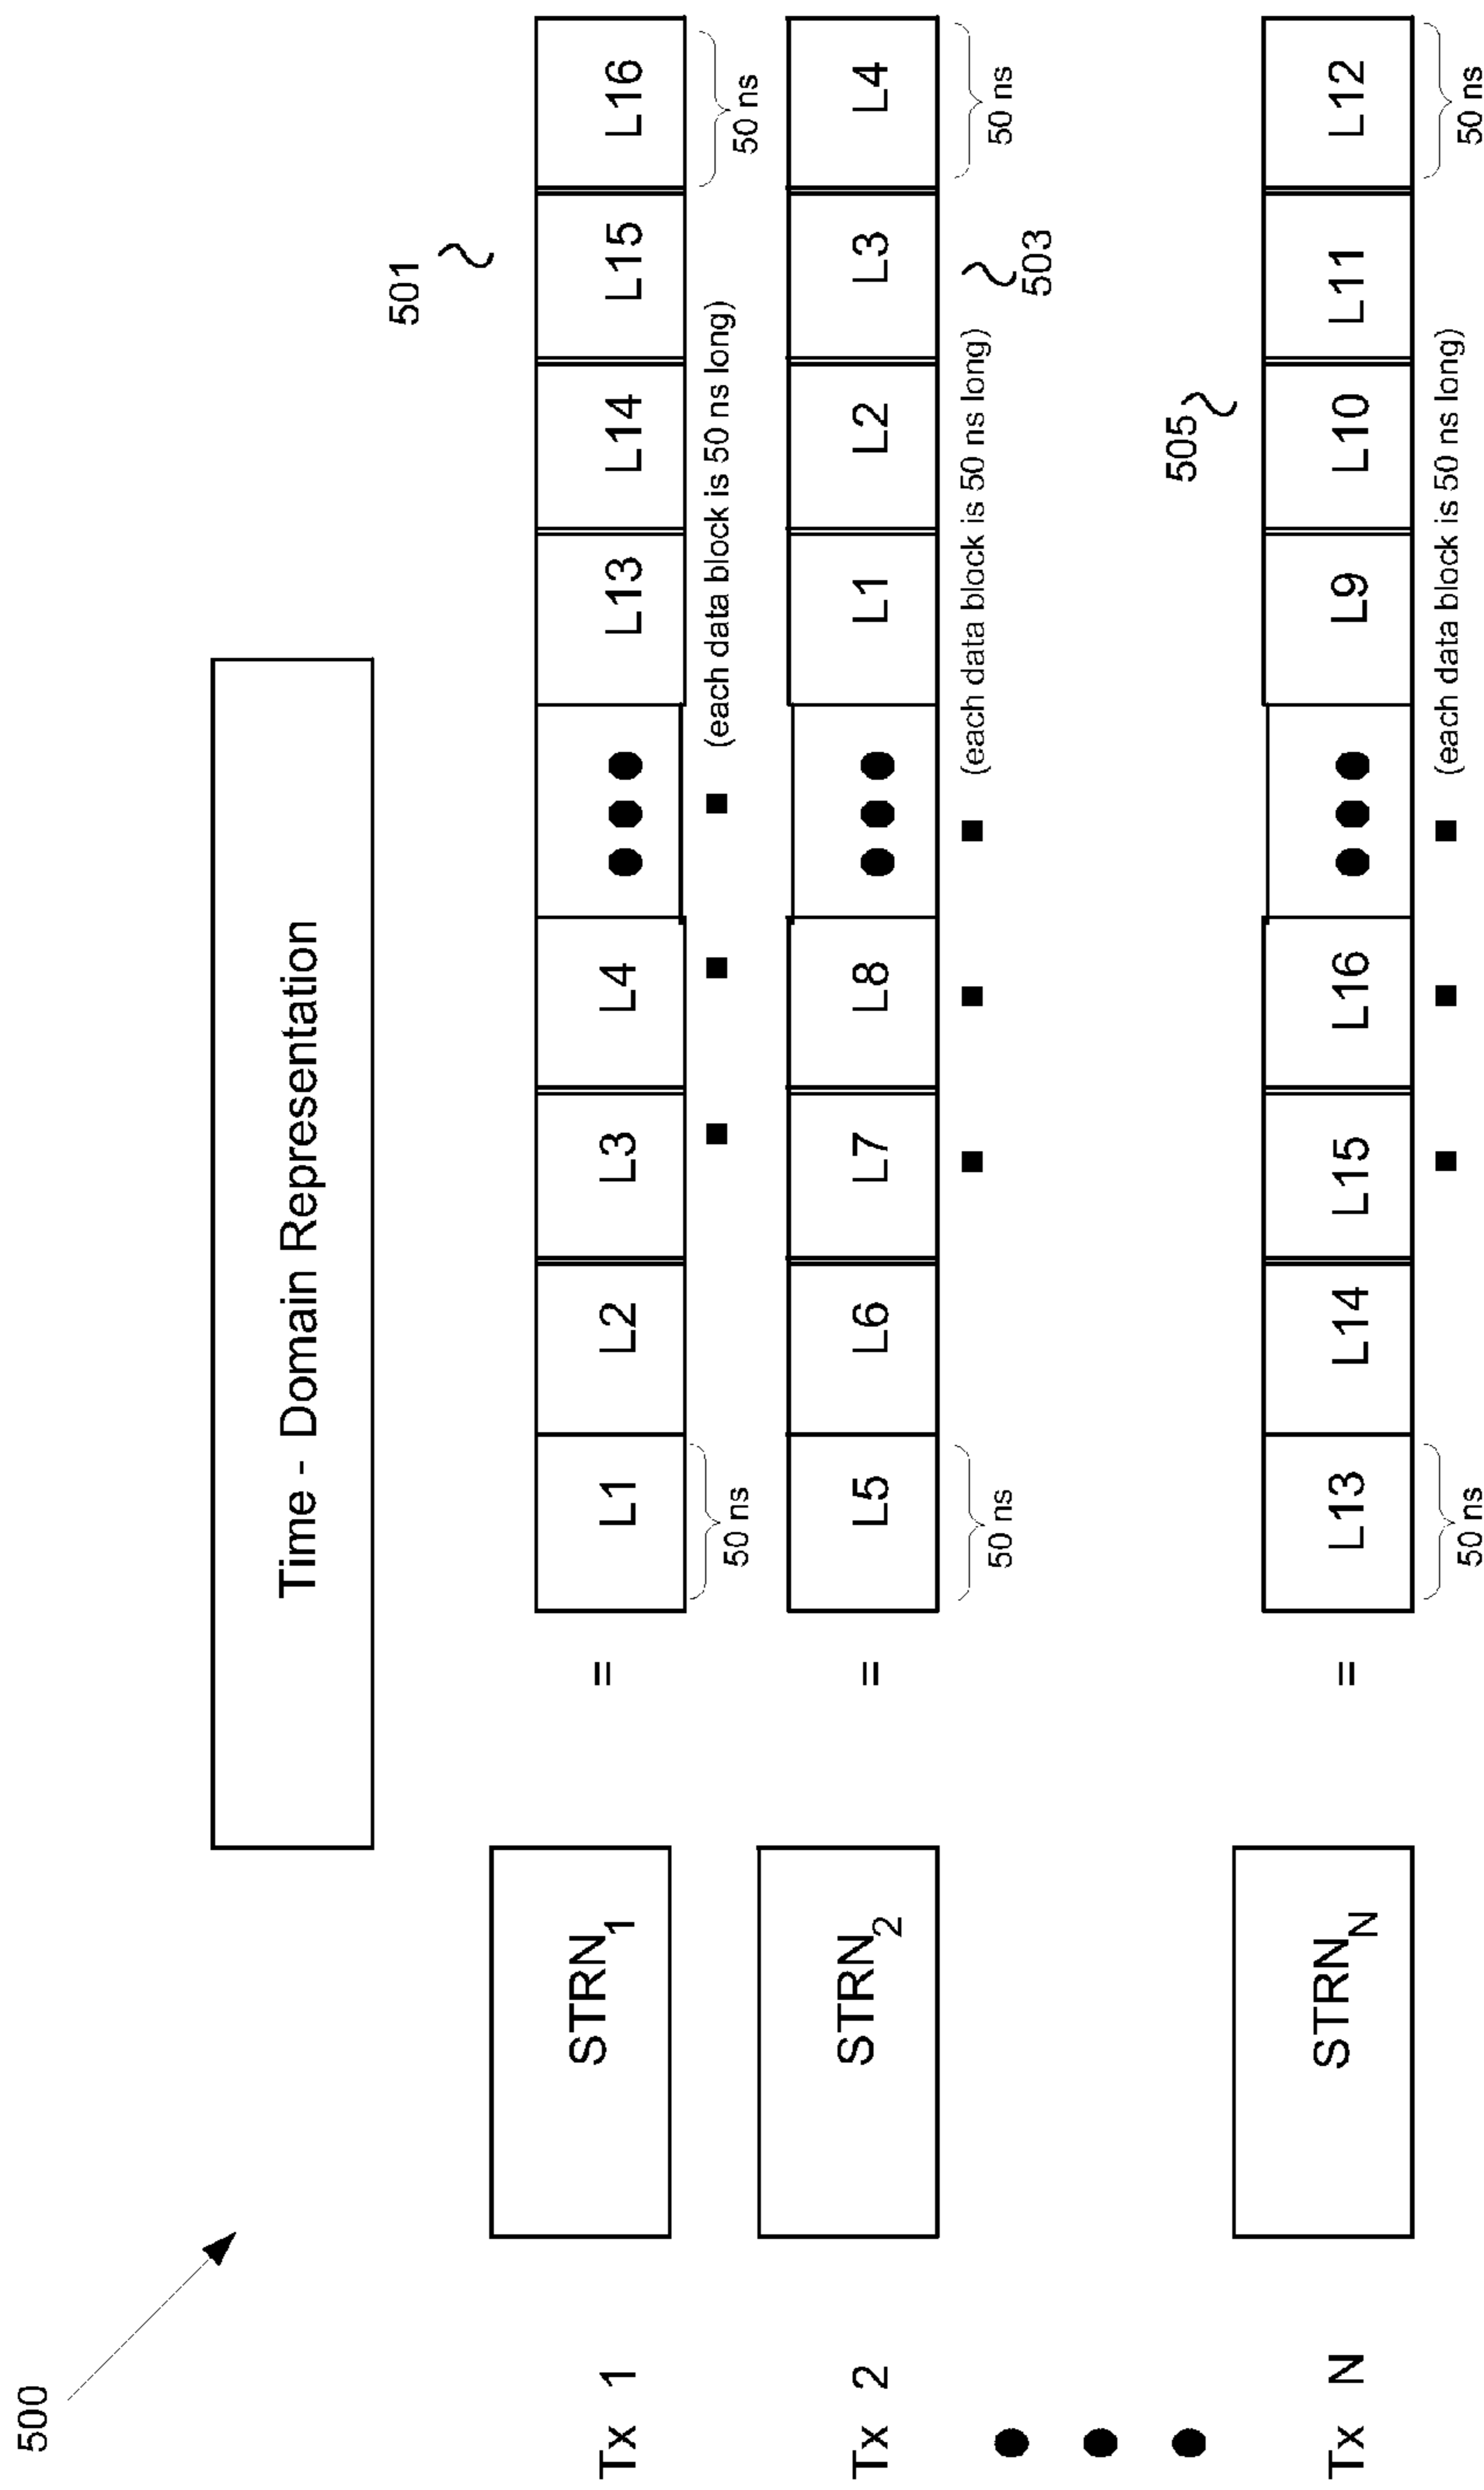 500
Time - Domain Representation
501
Tx 1 STRN1 = L1 L2 L3 L4 L13 L14 L15 L16
50 ns (each data block is 50 ns long) 50 ns
Tx 2 STRN2 = L5 L6 L7 L8 L1 L2 L3 L4
50 ns (each data block is 50 ns long) 50 ns
503
505
Tx N STRNN = L13 L14 L15 L16 L9 L10 L11 L12
50 ns (each data block is 50 ns long) 50 ns